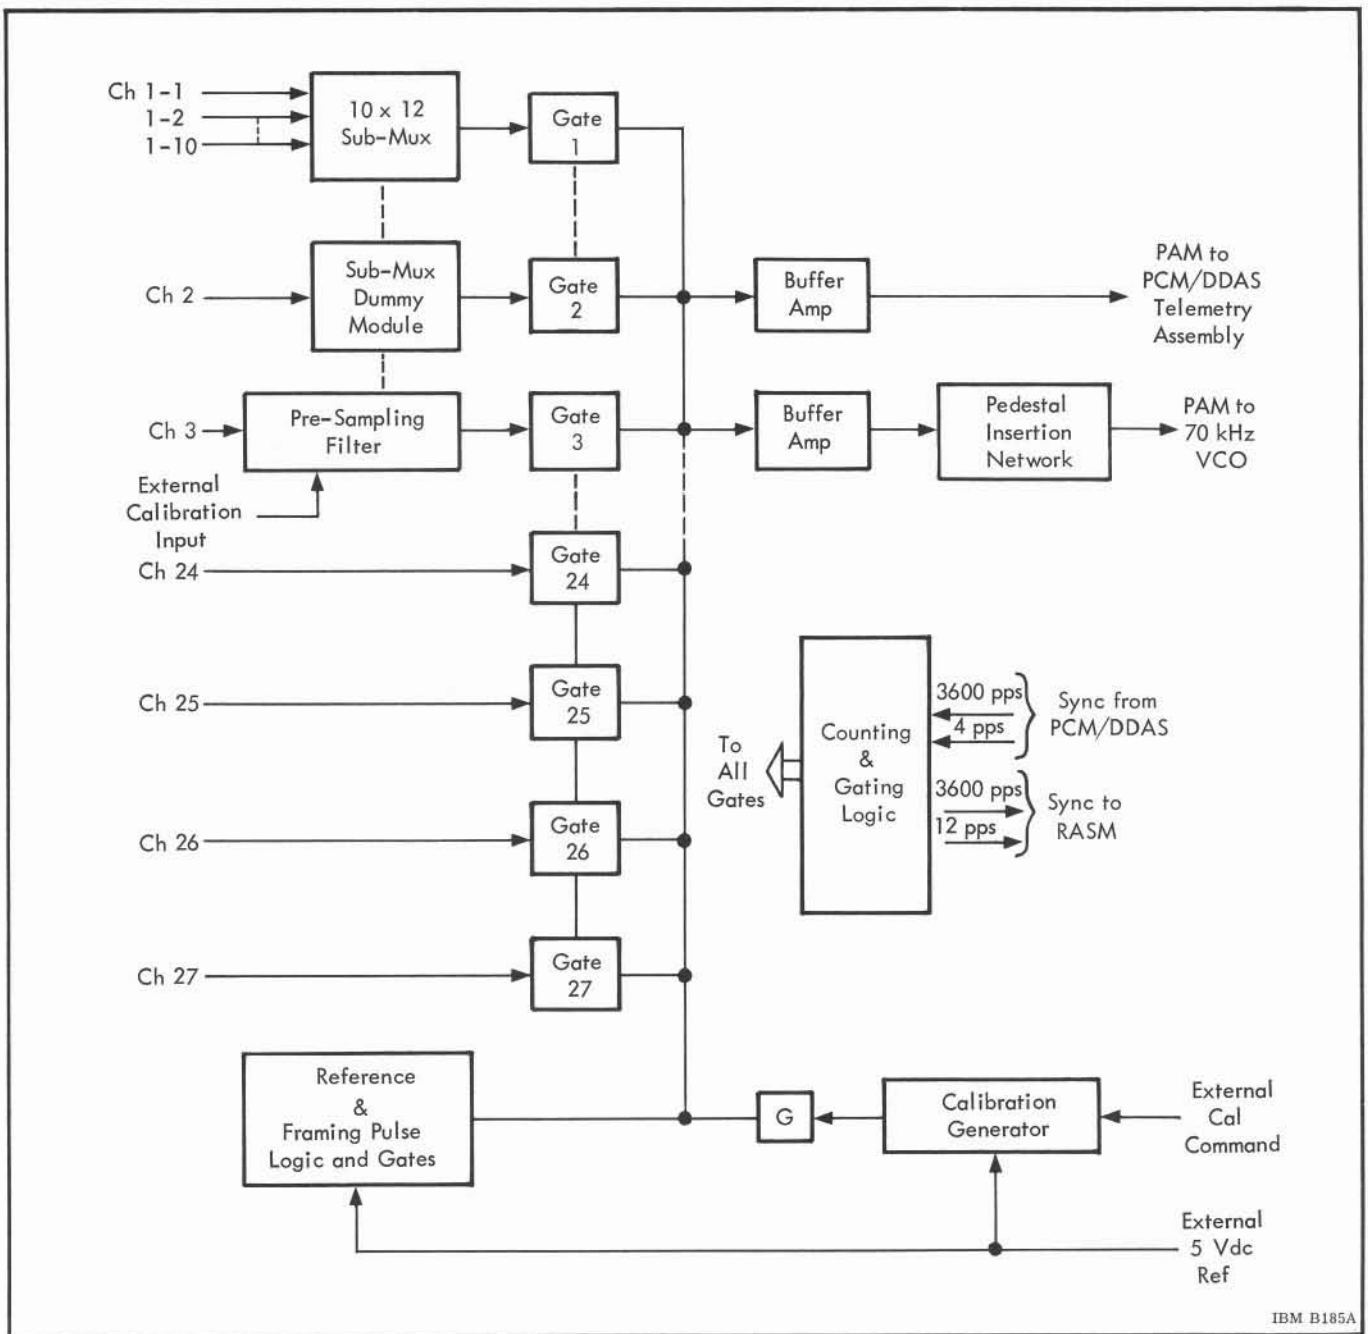 Ch 1-1
1-2
1-10
10 x 12
Sub-Mux
Gate
1
Ch 2
Sub-Mux
Dummy
Module
Gate
2
Buffer
Amp
PAM to
PCM/DDAS
Telemetry
Assembly
Ch 3
Pre-Sampling
Filter
Gate
3
Buffer
Amp
Pedestal
Insertion
Network
PAM to
70 kHz
VCO
External
Calibration
Input
Ch 24
Gate
24
Ch 25
Gate
25
Ch 26
Gate
26
Ch 27
Gate
27
To
All
Gates
Counting
&
Gating
Logic
3600 pps
4 pps
Sync from
PCM/DDAS
3600 pps
12 pps
Sync to
RASM
Reference
&
Framing Pulse
Logic and Gates
G
Calibration
Generator
External
Cal
Command
External
5 Vdc
Ref
IBM B185A